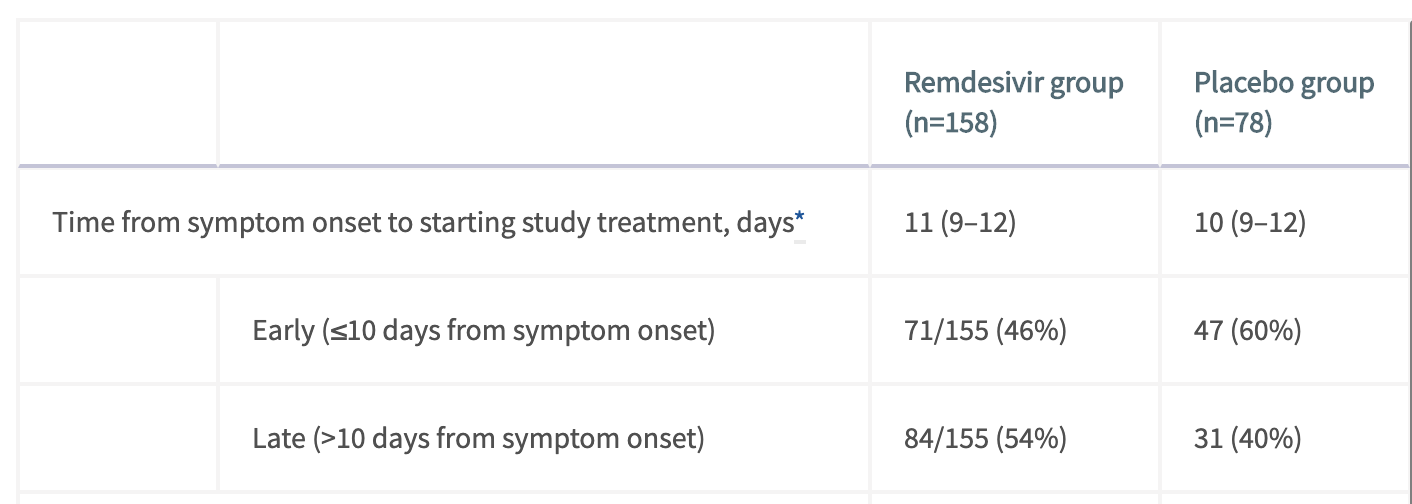 Remdesivir group Placebo group
(n=158) (n=78)
Time from symptom onset to starting study treatment, days* 11 (9–12) 10 (9–12)
Early (≤10 days from symptom onset) 71/155 (46%) 47 (60%)
Late (>10 days from symptom onset) 84/155 (54%) 31 (40%)